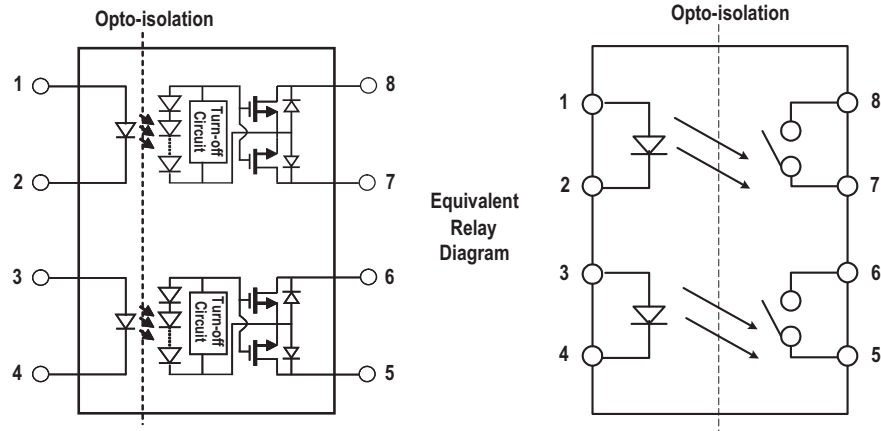 Opto-isolation
1
2
3
4
Turn-off
Circuit
Turn-off
Circuit
8
7
6
5
Equivalent
Relay
Diagram
Opto-isolation
1
2
3
4
8
7
6
5